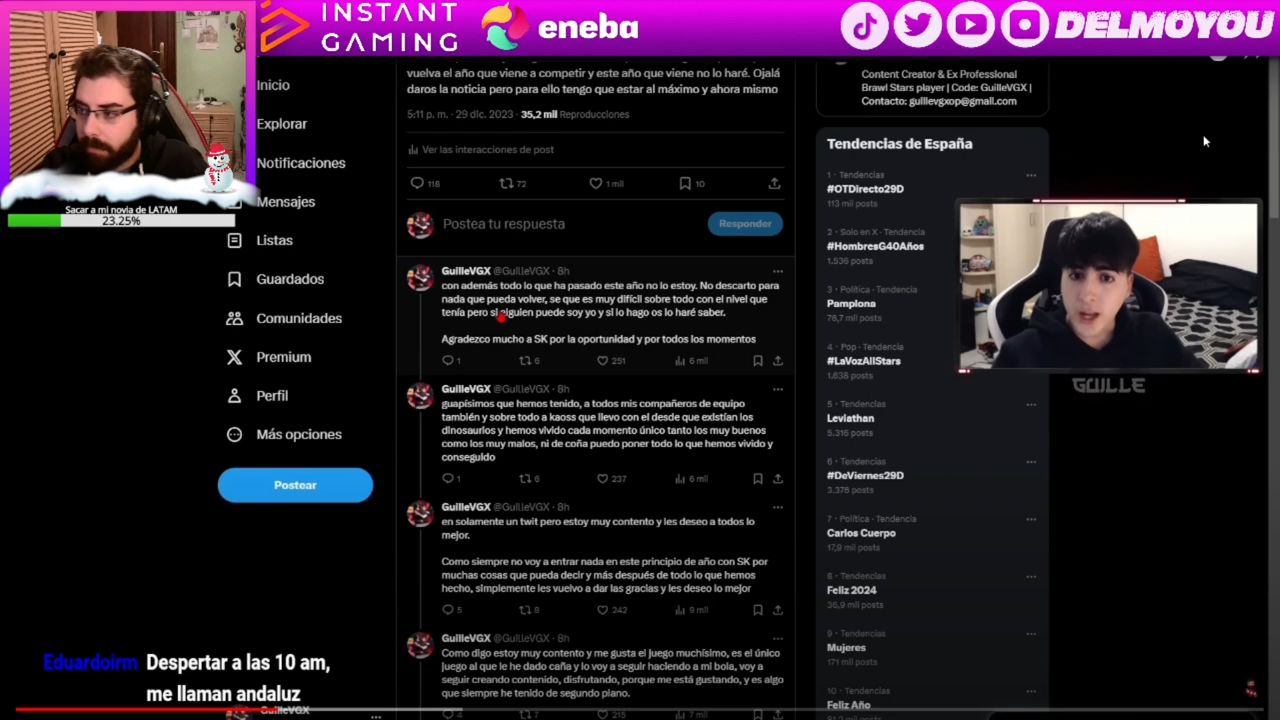 INSTANT
GAMING
eneba
DELMOYOU
Sacar a mi novia de LATAM
23.25%
Inicio
Explorar
Notificaciones
Mensajes
Listas
Guardados
Comunidades
Premium
Perfil
Más opciones
Postear
vuelva el año que viene a competir y este año que viene no lo haré. Ojalá
daros la noticia pero para ello tengo que estar al máximo y ahora mismo
5:11 p. m. · 29 dic. 2023 · 35,2 mil Reproducciones
Ver las interacciones de post
118 72 1 mil 10
Postea tu respuesta
Responder
GuilleVGX @GuilleVGX · 8h
con además todo lo que ha pasado este año no lo estoy. No descarto para
nada que pueda volver, se que es muy difícil sobre todo con el nivel que
tenía pero si alguien puede soy yo y si lo hago os lo haré saber.
Agradezco mucho a SK por la oportunidad y por todos los momentos
1 6 251 6 mil
GuilleVGX @GuilleVGX · 8h
guapísimos que hemos tenido, a todos mis compañeros de equipo
también y sobre todo a kaoss que llevo con el desde que existían los
dinosaurios y hemos vivido cada momento único tanto los muy buenos
como los muy malos, ni de coña puedo poner todo lo que hemos vivido y
conseguido
1 6 237 6 mil
GuilleVGX @GuilleVGX · 8h
en solamente un twit pero estoy muy contento y les deseo a todos lo
mejor.
Como siempre no voy a entrar nada en este principio de año con SK por
muchas cosas que pueda decir y más después de todo lo que hemos
hecho, simplemente les vuelvo a dar las gracias y les deseo lo mejor
5 8 242 9 mil
GuilleVGX @GuilleVGX · 8h
Como digo estoy muy contento y me gusta el juego muchísimo, es el único
juego al que le he dado caña y lo voy a seguir haciendo a mi bola, voy a
seguir creando contenido, disfrutando, porque me está gustando, y es algo
que siempre he tenido de segundo plano.
4 7 215 7 mil
GuilleVGX
Content Creator & Ex Professional
Brawl Stars player | Code: GuilleVGX |
Contacto: guillevgxop@gmail.com
Tendencias de España
1 · Tendencias
#OTDirecto29D
113 mil posts
2 · Solo en X · Tendencia
#HombresG40Años
1.536 posts
3 · Política · Tendencia
Pamplona
76,7 mil posts
4 · Pop · Tendencia
#LaVozAllStars
1.638 posts
5 · Tendencias
Leviathan
5.316 posts
6 · Tendencias
#DeViernes29D
3.376 posts
7 · Política · Tendencia
Carlos Cuerpo
17,9 mil posts
8 · Tendencias
Feliz 2024
36,9 mil posts
9 · Tendencias
Mujeres
171 mil posts
10 · Tendencias
Feliz Año
GUILLE
Eduardoirm Despertar a las 10 am,
me llaman andaluz